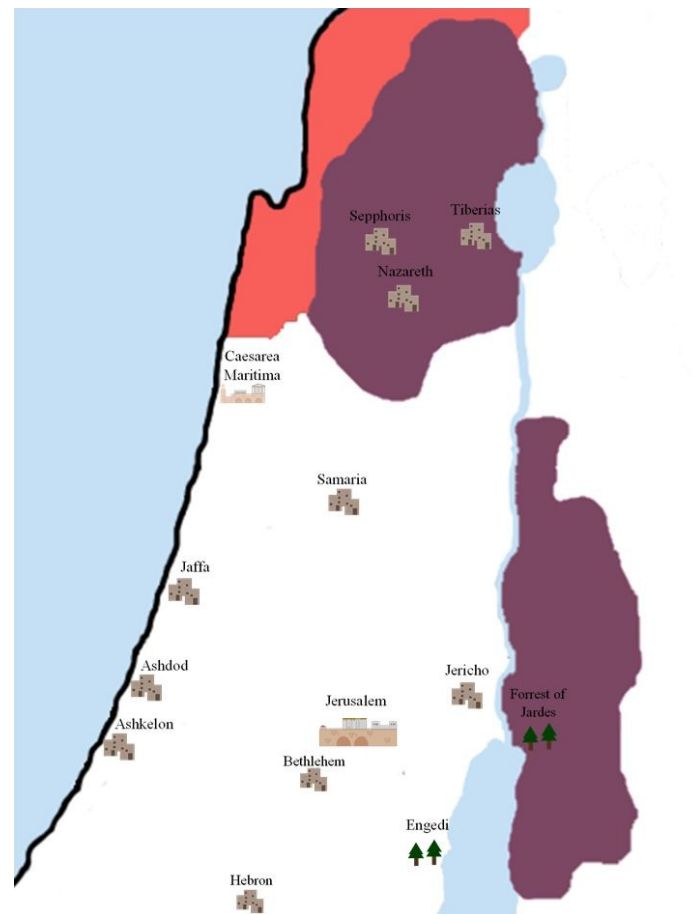 Sepphoris
Tiberias
Nazareth
Caesarea
Maritima
Samaria
Jaffa
Ashdod
Jericho
Forrest of
Jardes
Jerusalem
Ashkelon
Bethlehem
Engedi
Hebron